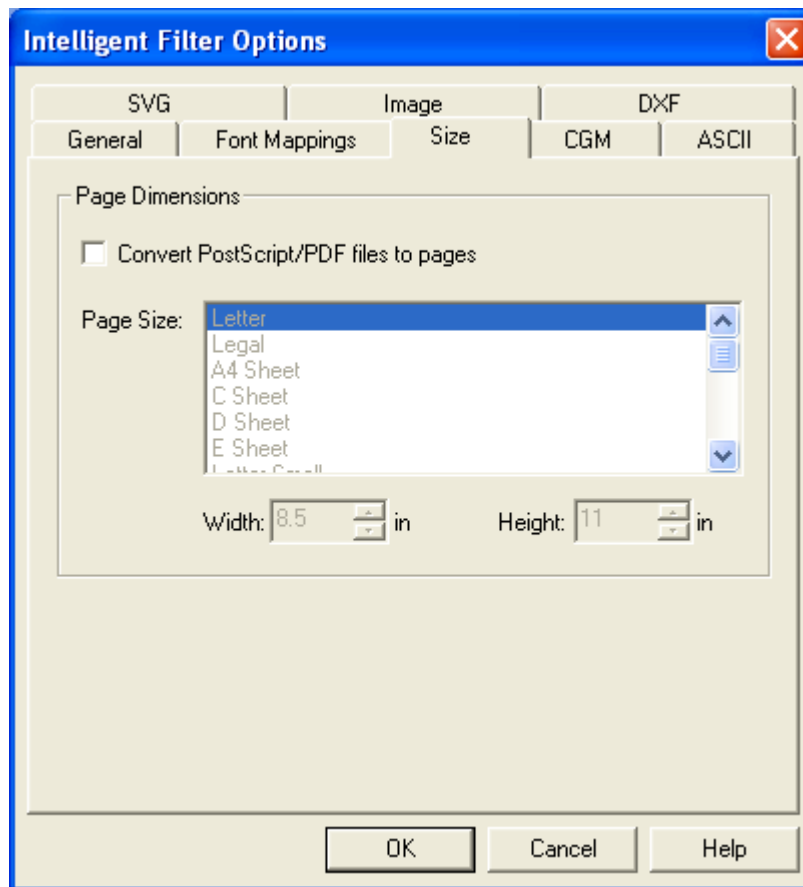 Intelligent Filter Options
SVG Image DXF
General Font Mappings Size CGM ASCII
Page Dimensions
Convert PostScript/PDF files to pages
Page Size: Letter
Legal
A4 Sheet
C Sheet
D Sheet
E Sheet
Letter Small
Width: 8.5 in Height: 11 in
OK Cancel Help